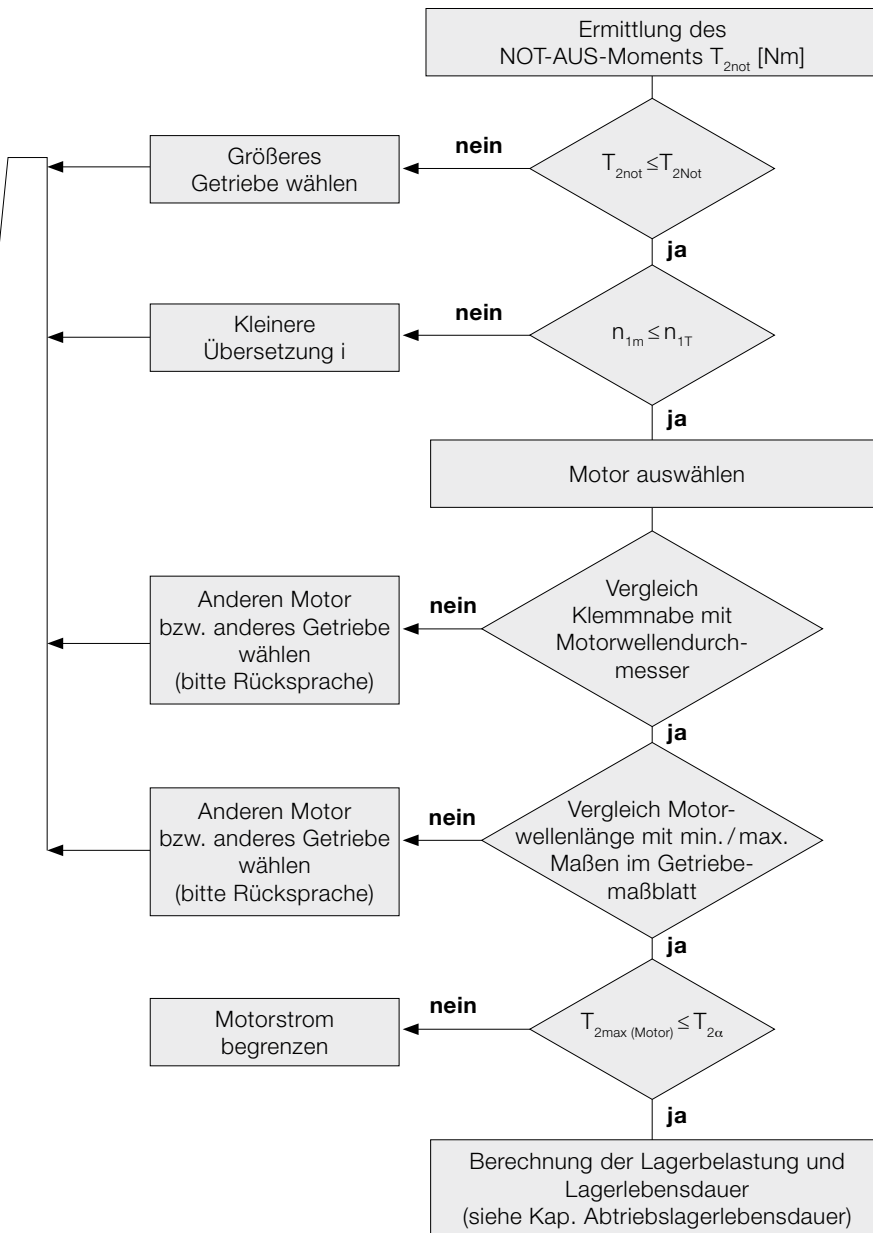 Ermittlung des
NOT-AUS-Moments T2not [Nm]
nein
Größeres
Getriebe wählen
T2not ≤ T2Not
ja
nein
Kleinere
Übersetzung i
n1m ≤ n1T
ja
Motor auswählen
Anderen Motor
bzw. anderes Getriebe
wählen
(bitte Rücksprache)
nein
Vergleich
Klemmnabe mit
Motorwellendurch-
messer
ja
Anderen Motor
bzw. anderes Getriebe
wählen
(bitte Rücksprache)
nein
Vergleich Motor-
wellenlänge mit min./max.
Maßen im Getriebe-
maßblatt
ja
Motorstrom
begrenzen
nein
T2max (Motor) ≤ T2α
ja
Berechnung der Lagerbelastung und
Lagerlebensdauer
(siehe Kap. Abtriebslagerlebensdauer)